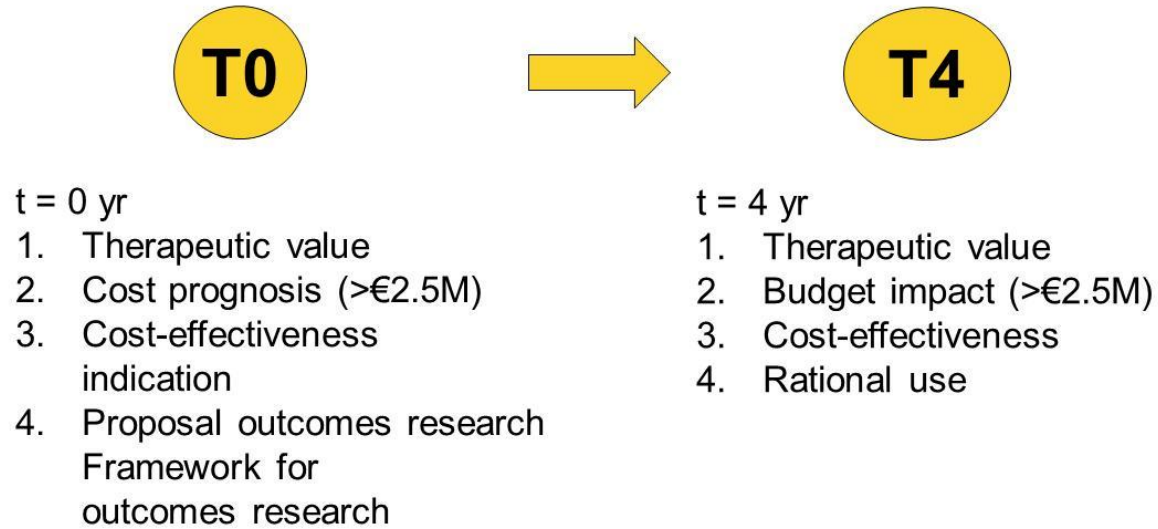 T0
T4
t = 0 yr
1. Therapeutic value
2. Cost prognosis (>€2.5M)
3. Cost-effectiveness
indication
4. Proposal outcomes research
Framework for
outcomes research
t = 4 yr
1. Therapeutic value
2. Budget impact (>€2.5M)
3. Cost-effectiveness
4. Rational use